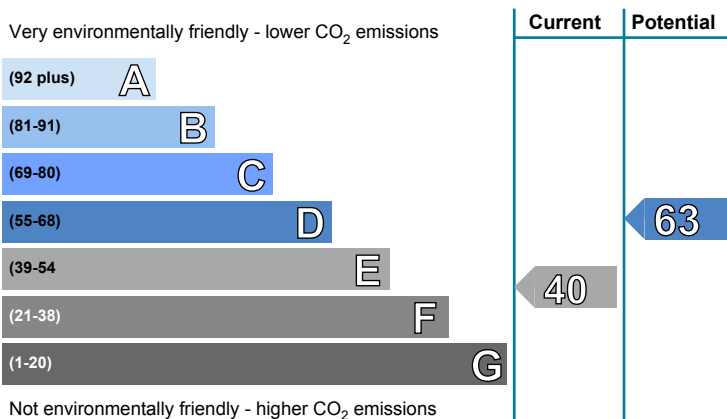 Current Potential
Very environmentally friendly - lower CO2 emissions
(92 plus) A
(81-91) B
(69-80) C
(55-68) D
63
(39-54 E
40
(21-38) F
(1-20) G
Not environmentally friendly - higher CO2 emissions